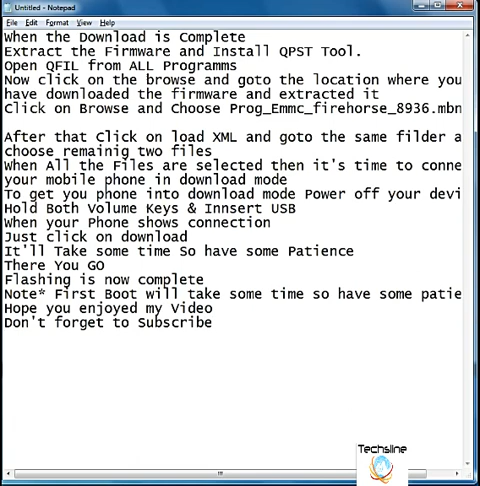 Untitled - Notepad
File Edit Format View Help
When the Download is Complete
Extract the Firmware and Install QPST Tool.
Open QFIL from ALL Programms
Now click on the browse and goto the location where you
have downloaded the firmware and extracted it
Click on Browse and Choose Prog_Emmc_firehorse_8936.mbn
After that Click on load XML and goto the same filder a
choose remainig two files
When All the Files are selected then it's time to conne
your mobile phone in download mode
To get you phone into download mode Power off your devi
Hold Both Volume Keys & Innsert USB
When your Phone shows connection
Just click on download
It'll Take some time So have some Patience
There You GO
Flashing is now complete
Note* First Boot will take some time so have some patie
Hope you enjoyed my Video
Don't forget to Subscribe
Techsline